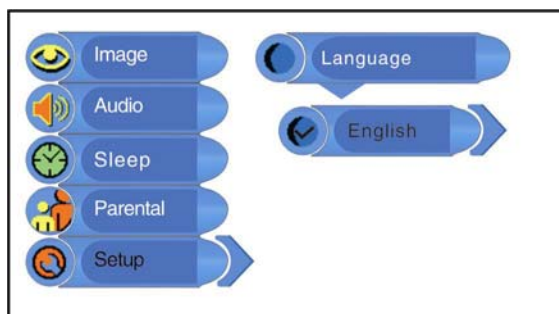 Image
Audio
Sleep
Parental
Setup
Language
English